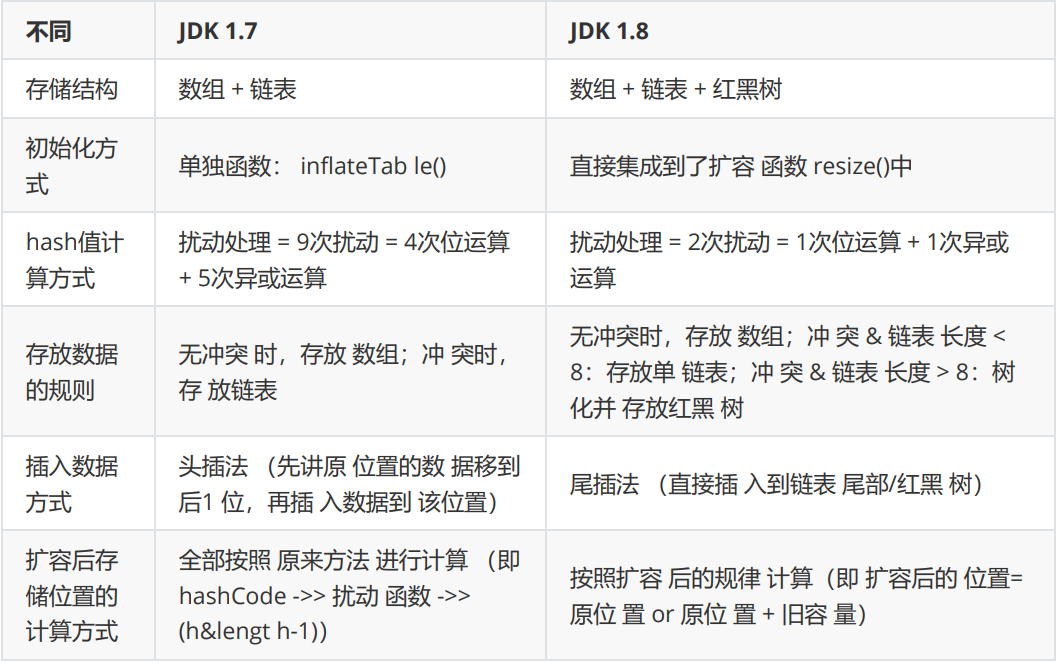 不同
JDK 1.7
JDK 1.8
存储结构
数组 + 链表
数组 + 链表 + 红黑树
初始化方
式
单独函数： inflateTab le()
直接集成到了扩容 函数 resize()中
hash值计
算方式
扰动处理 = 9次扰动 = 4次位运算
+ 5次异或运算
扰动处理 = 2次扰动 = 1次位运算 + 1次异或
运算
存放数据
的规则
无冲突 时，存放 数组；冲 突时，
存 放链表
无冲突时，存放 数组；冲 突 & 链表 长度 <
8：存放单 链表；冲 突 & 链表 长度 > 8：树
化并 存放红黑 树
插入数据
方式
头插法 （先讲原 位置的数 据移到
后1 位，再插 入数据到 该位置）
尾插法 （直接插 入到链表 尾部/红黑 树）
扩容后存
储位置的
计算方式
全部按照 原来方法 进行计算 （即
hashCode ->> 扰动 函数 ->>
(h&lengt h-1)）
按照扩容 后的规律 计算（即 扩容后的 位置=
原位 置 or 原位 置 + 旧容 量）